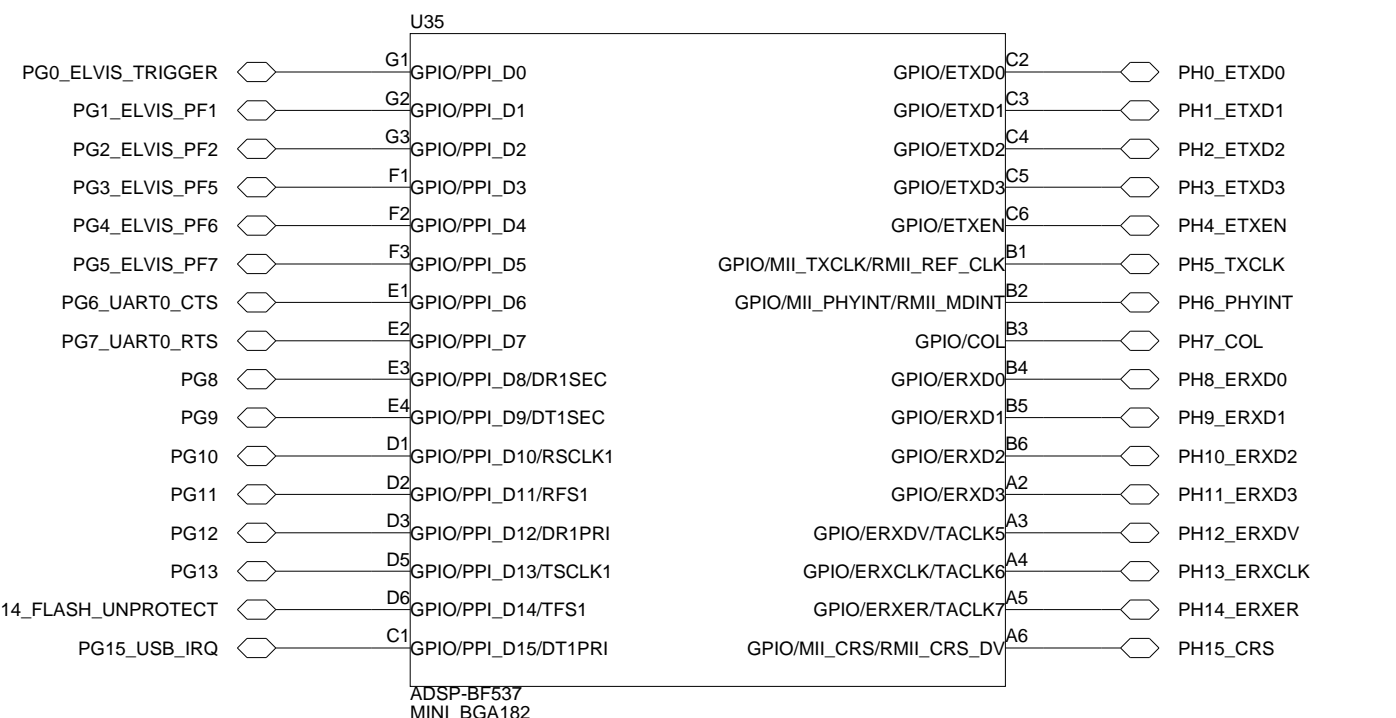 U35
PG0_ELVIS_TRIGGER G1 GPIO/PPI_D0 GPIO/ETXD0 C2 PH0_ETXD0
PG1_ELVIS_PF1 G2 GPIO/PPI_D1 GPIO/ETXD1 C3 PH1_ETXD1
PG2_ELVIS_PF2 G3 GPIO/PPI_D2 GPIO/ETXD2 C4 PH2_ETXD2
PG3_ELVIS_PF5 F1 GPIO/PPI_D3 GPIO/ETXD3 C5 PH3_ETXD3
PG4_ELVIS_PF6 F2 GPIO/PPI_D4 GPIO/ETXEN C6 PH4_ETXEN
PG5_ELVIS_PF7 F3 GPIO/PPI_D5 GPIO/MII_TXCLK/RMII_REF_CLK B1 PH5_TXCLK
PG6_UART0_CTS E1 GPIO/PPI_D6 GPIO/MII_PHYINT/RMII_MDINT B2 PH6_PHYINT
PG7_UART0_RTS E2 GPIO/PPI_D7 GPIO/COL B3 PH7_COL
PG8 E3 GPIO/PPI_D8/DR1SEC GPIO/ERXD0 B4 PH8_ERXD0
PG9 E4 GPIO/PPI_D9/DT1SEC GPIO/ERXD1 B5 PH9_ERXD1
PG10 D1 GPIO/PPI_D10/RSCLK1 GPIO/ERXD2 B6 PH10_ERXD2
PG11 D2 GPIO/PPI_D11/RFS1 GPIO/ERXD3 A2 PH11_ERXD3
PG12 D3 GPIO/PPI_D12/DR1PRI GPIO/ERXDV/TACLK5 A3 PH12_ERXDV
PG13 D5 GPIO/PPI_D13/TSCLK1 GPIO/ERXCLK/TACLK6 A4 PH13_ERXCLK
14_FLASH_UNPROTECT D6 GPIO/PPI_D14/TFS1 GPIO/ERXER/TACLK7 A5 PH14_ERXER
PG15_USB_IRQ C1 GPIO/PPI_D15/DT1PRI GPIO/MII_CRS/RMII_CRS_DV A6 PH15_CRS
ADSP-BF537
MINI_BGA182